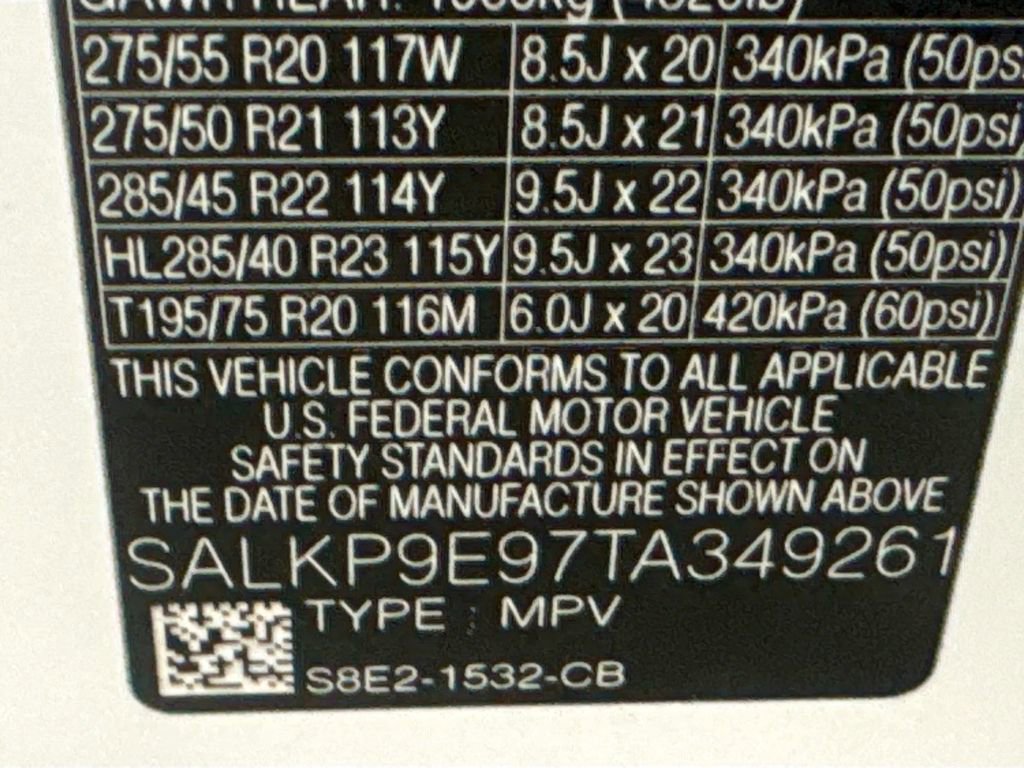 275/55 R20 117W 8.5J x 20 340kPa (50ps
275/50 R21 113Y 8.5J x 21 340kPa (50psi)
285/45 R22 114Y 9.5J x 22 340kPa (50psi)
HL285/40 R23 115Y 9.5J x 23 340kPa (50psi)
T195/75 R20 116M 6.0J x 20 420kPa (60psi)
THIS VEHICLE CONFORMS TO ALL APPLICABLE
U.S. FEDERAL MOTOR VEHICLE
SAFETY STANDARDS IN EFFECT ON
THE DATE OF MANUFACTURE SHOWN ABOVE
SALKP9E97TA349261
TYPE : MPV
S8E2-1532-CB